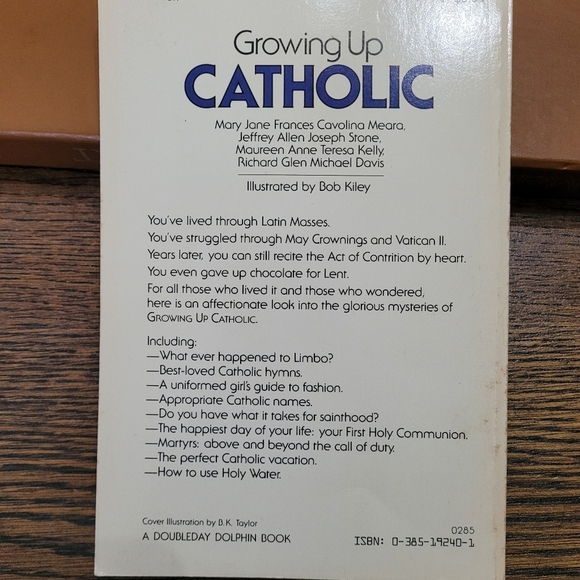 Growing Up
CATHOLIC
Mary Jane Frances Cavolina Meara,
Jeffrey Allen Joseph Stone,
Maureen Anne Teresa Kelly,
Richard Glen Michael Davis
Illustrated by Bob Kiley
You've lived through Latin Masses.
You've struggled through May Crownings and Vatican II.
Years later, you can still recite the Act of Contrition by heart.
You even gave up chocolate for Lent.
For all those who lived it and those who wondered,
here is an affectionate look into the glorious mysteries of
GROWING UP CATHOLIC.
Including:
—What ever happened to Limbo?
—Best-loved Catholic hymns.
—A uniformed girl's guide to fashion.
—Appropriate Catholic names.
—Do you have what it takes for sainthood?
—The happiest day of your life: your First Holy Communion.
—Martyrs: above and beyond the call of duty.
—The perfect Catholic vacation.
—How to use Holy Water.
Cover Illustration by B.K. Taylor
A DOUBLEDAY DOLPHIN BOOK
0285
ISBN: 0-385-19240-1